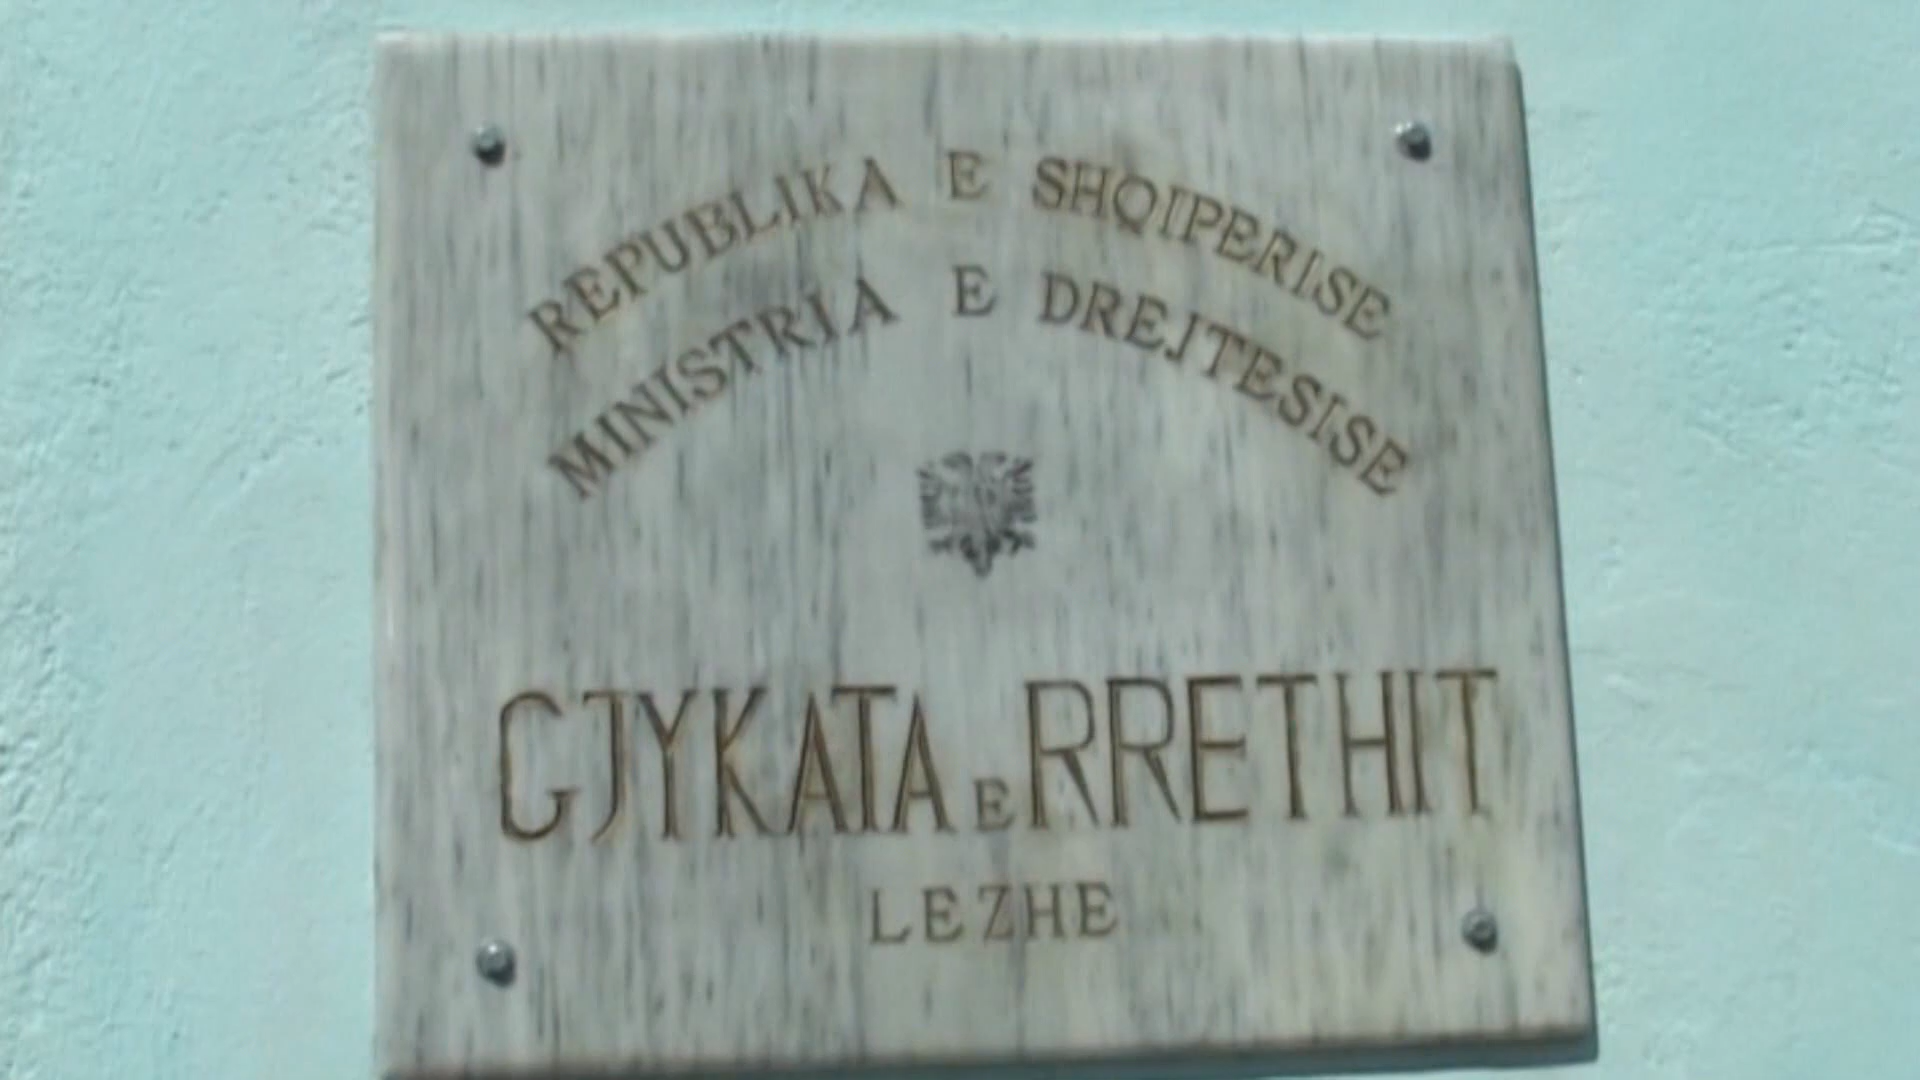 REPUBLIKA E SHQIPERISE
MINISTRIA E DREJTESISE
GJYKATA E RRETHIT
LEZHE